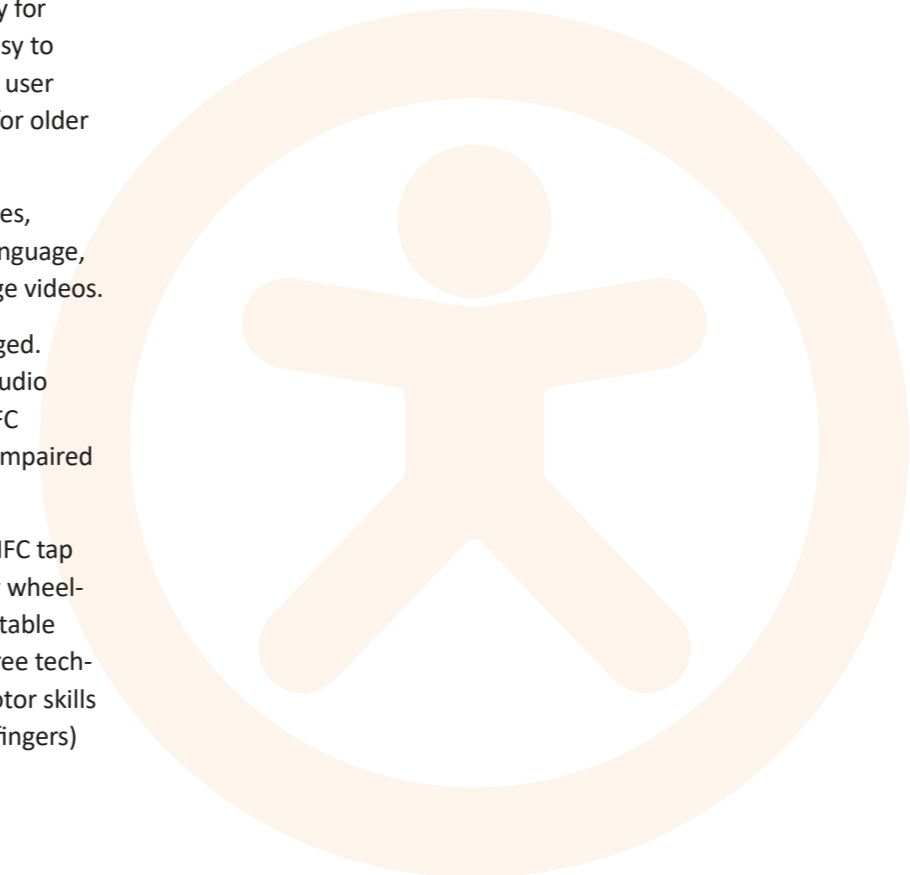 y for
sy to
user
for older
es,
nguage,
ge videos.
ged.
udio
FC
mpaired
NFC tap
wheel-
table
ree tech-
otor skills
fingers)